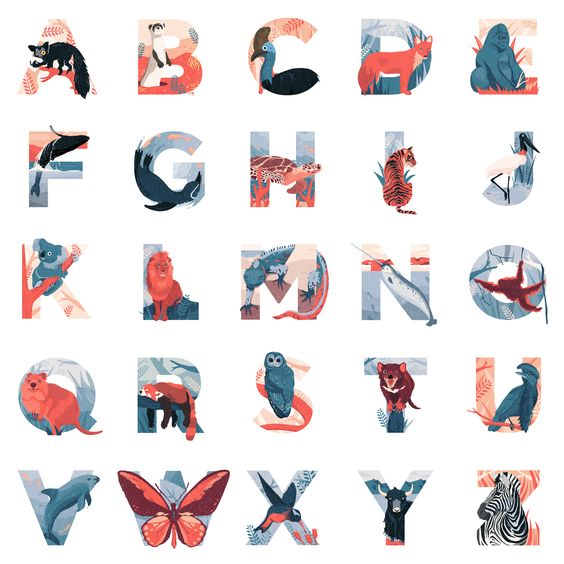 A B C D E
F G H I J
K L M N O
Q R S T U
V W X Y Z